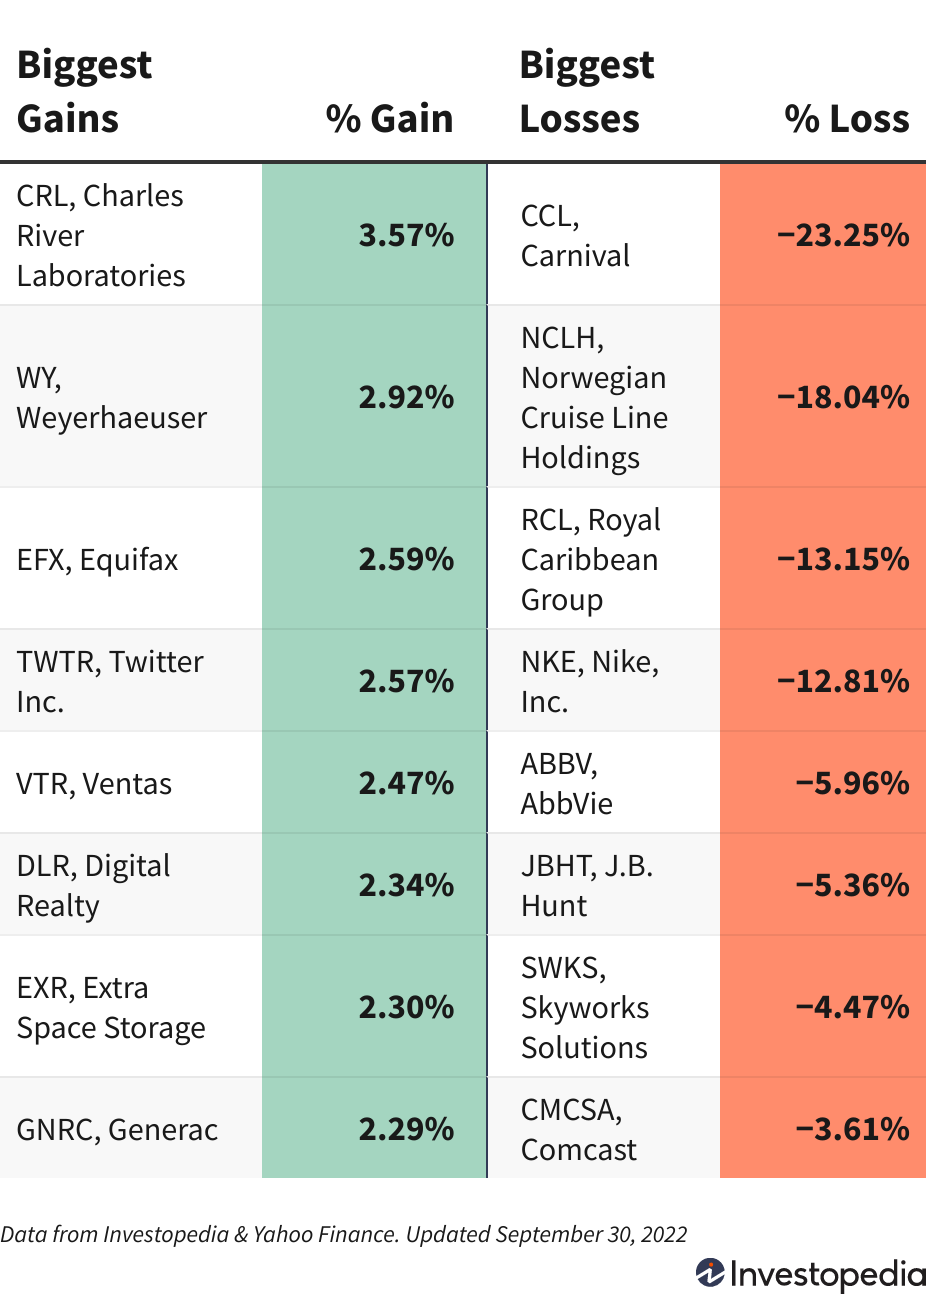 Biggest
Gains
% Gain
Biggest
Losses
% Loss
CRL, Charles
River
Laboratories
3.57%
CCL,
Carnival
−23.25%
WY,
Weyerhaeuser
2.92%
NCLH,
Norwegian
Cruise Line
Holdings
−18.04%
EFX, Equifax
2.59%
RCL, Royal
Caribbean
Group
−13.15%
TWTR, Twitter
Inc.
2.57%
NKE, Nike,
Inc.
−12.81%
VTR, Ventas
2.47%
ABBV,
AbbVie
−5.96%
DLR, Digital
Realty
2.34%
JBHT, J.B.
Hunt
−5.36%
EXR, Extra
Space Storage
2.30%
SWKS,
Skyworks
Solutions
−4.47%
GNRC, Generac
2.29%
CMCSA,
Comcast
−3.61%
Data from Investopedia & Yahoo Finance. Updated September 30, 2022
Investopedia